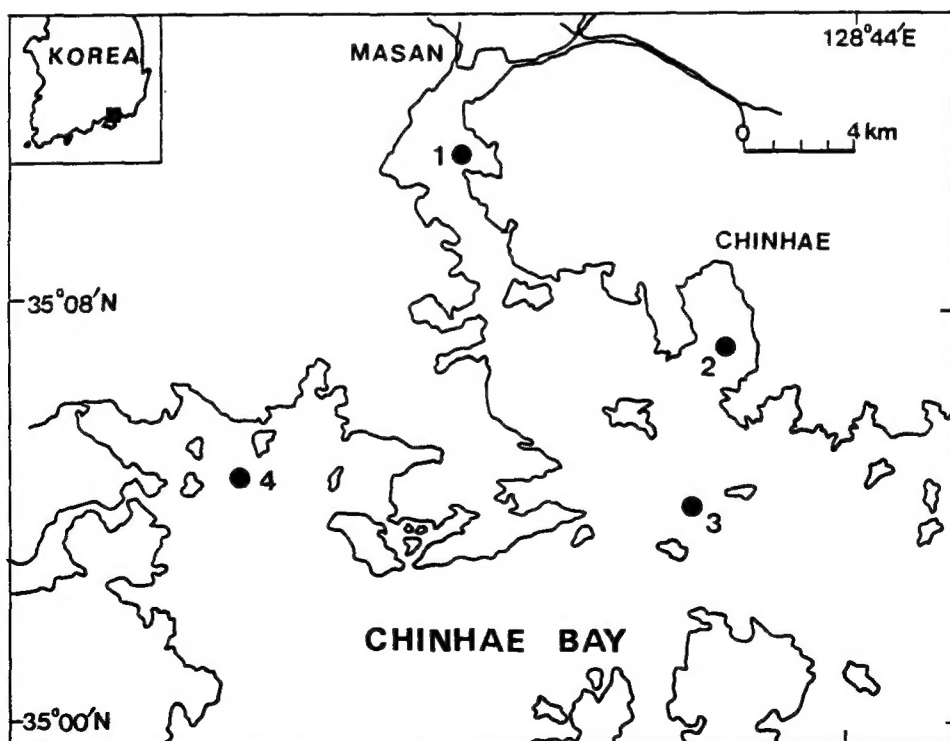 KOREA
MASAN
128°44′E
0 4 km
1
CHINHAE
35°08′N
2
4
3
CHINHAE BAY
35°00′N